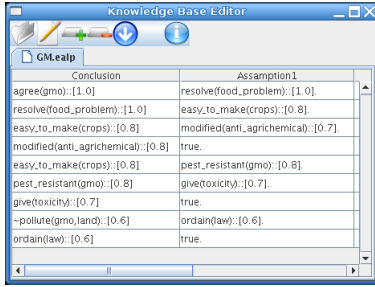 Knowledge Base Editor
GM.ealp
Conclusion Assumption1
agree(gmo)::[1.0] resolve(food_problem)::[1.0].
resolve(food_problem)::[1.0] easy_to_make(crops)::[0.8].
easy_to_make(crops)::[0.8] modified(anti_agrichemical)::[0.7].
modified(anti_agrichemical)::[0.8] true.
easy_to_make(crops)::[0.8] pest_resistant(gmo)::[0.8].
pest_resistant(gmo)::[0.8] give(toxicity)::[0.7].
give(toxicity)::[0.7] true.
~pollute(gmo,land)::[0.6] ordain(law)::[0.6].
ordain(law)::[0.6] true.